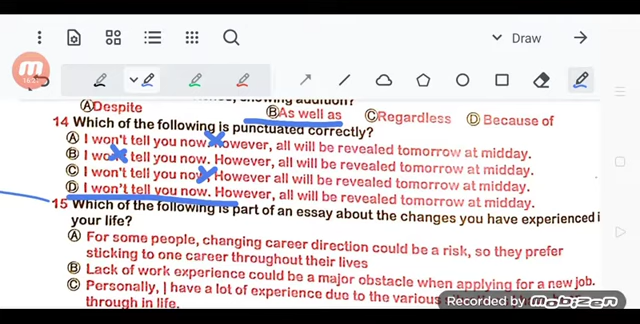 Draw
showing addition?
ⒶDespite ⒷAs well as ⒸRegardless Ⓓ Because of
14 Which of the following is punctuated correctly?
Ⓐ I won't tell you now. However, all will be revealed tomorrow at midday.
Ⓑ I tell you now. However, all will be revealed tomorrow at midday.
Ⓒ I won't tell you now, However all will be revealed tomorrow at midday.
Ⓓ I won't tell you now. However, all will be revealed tomorrow at midday.
15 Which of the following is part of an essay about the changes you have experienced i
your life?
Ⓐ For some people, changing career direction could be a risk, so they prefer
sticking to one career throughout their lives
Ⓑ Lack of work experience could be a major obstacle when applying for a new job.
Ⓒ Personally, I have a lot of experience due to the various
through in life.
Recorded by Mobizen